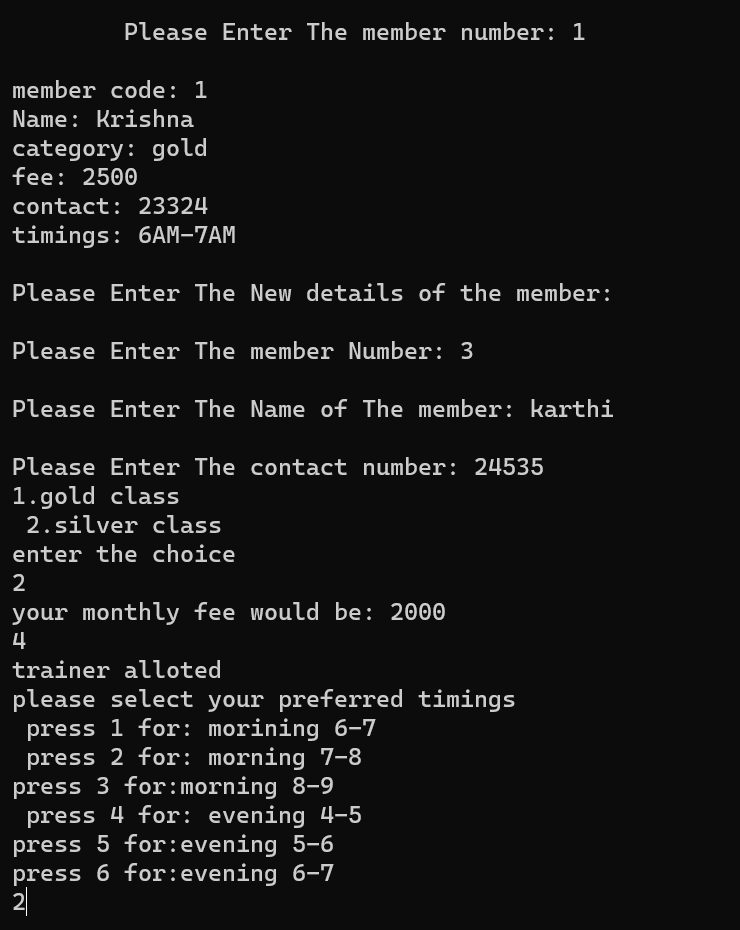 Please Enter The member number: 1
member code: 1
Name: Krishna
category: gold
fee: 2500
contact: 23324
timings: 6AM-7AM
Please Enter The New details of the member:
Please Enter The member Number: 3
Please Enter The Name of The member: karthi
Please Enter The contact number: 24535
1.gold class
2.silver class
enter the choice
2
your monthly fee would be: 2000
4
trainer alloted
please select your preferred timings
press 1 for: morining 6-7
press 2 for: morning 7-8
press 3 for:morning 8-9
press 4 for: evening 4-5
press 5 for:evening 5-6
press 6 for:evening 6-7
2